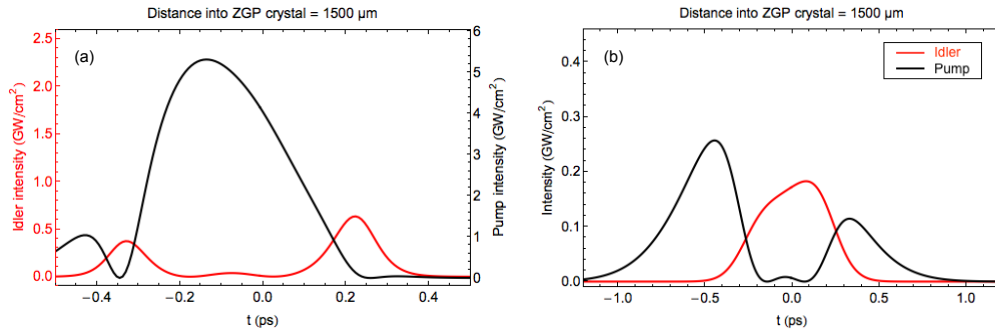 Distance into ZGP crystal = 1500 μm
(a)
Idler intensity (GW/cm²)
2.5
2.0
1.5
1.0
0.5
0.0
6
5
4
3
2
1
0
Pump intensity (GW/cm²)
−0.4 −0.2 0.0 0.2 0.4
t (ps)
Distance into ZGP crystal = 1500 μm
(b)
Idler
Pump
Intensity (GW/cm²)
0.4
0.3
0.2
0.1
0.0
−1.0 −0.5 0.0 0.5 1.0
t (ps)